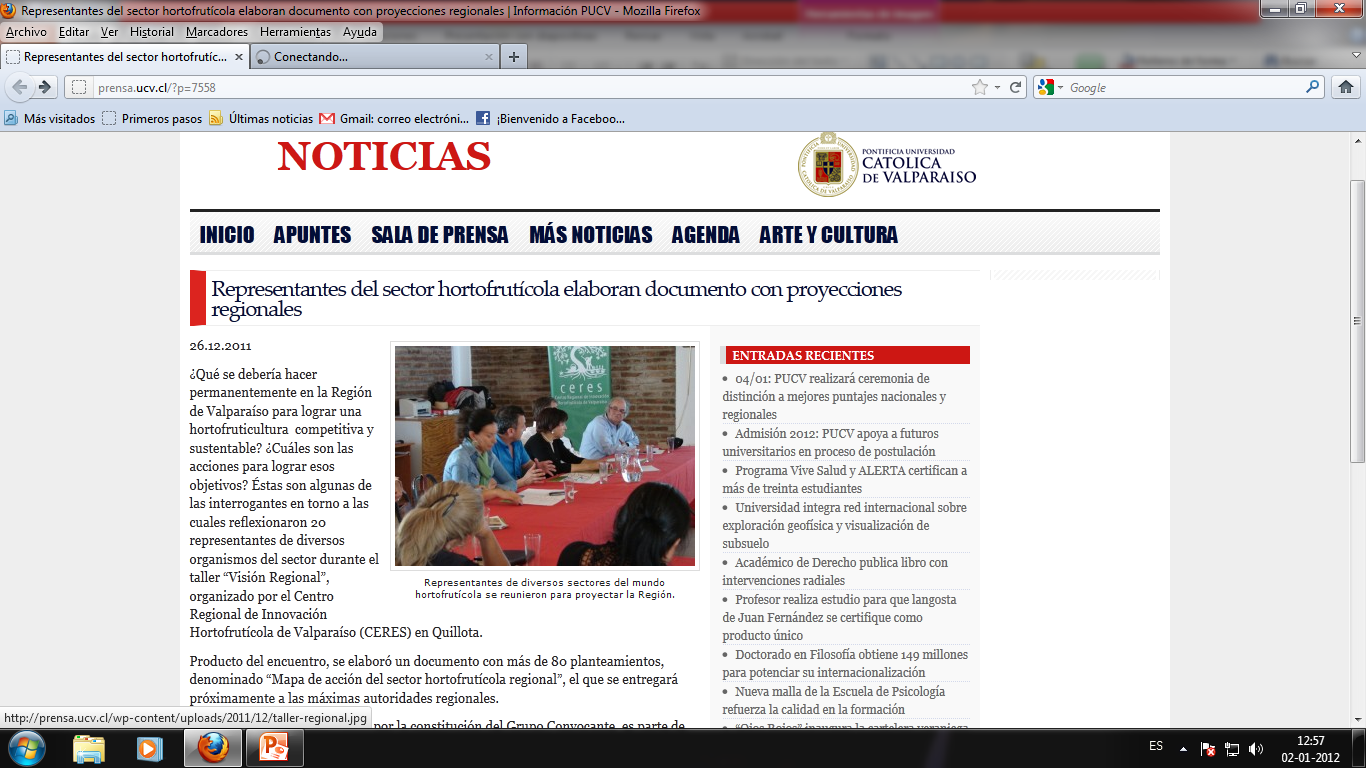 Representantes del sector hortofrutícola elaboran documento con proyecciones regionales | Información PUCV - Mozilla Firefox
Archivo Editar Ver Historial Marcadores Herramientas Ayuda
Representantes del sector hortofrutíc... Conectando...
prensa.ucv.cl/?p=7558 Google
Más visitados Primeros pasos Últimas noticias Gmail: correo electróni... ¡Bienvenido a Faceboo...
NOTICIAS
PONTIFICIA UNIVERSIDAD
CATOLICA
DE VALPARAISO
INICIO APUNTES SALA DE PRENSA MÁS NOTICIAS AGENDA ARTE Y CULTURA
Representantes del sector hortofrutícola elaboran documento con proyecciones
regionales
26.12.2011
¿Qué se debería hacer
permanentemente en la Región
de Valparaíso para lograr una
hortofruticultura competitiva y
sustentable? ¿Cuáles son las
acciones para lograr esos
objetivos? Éstas son algunas de
las interrogantes en torno a las
cuales reflexionaron 20
representantes de diversos
organismos del sector durante el
taller “Visión Regional”,
organizado por el Centro
Regional de Innovación
Hortofrutícola de Valparaíso (CERES) en Quillota.
ceres
Representantes de diversos sectores del mundo
hortofrutícola se reunieron para proyectar la Región.
Producto del encuentro, se elaboró un documento con más de 80 planteamientos,
denominado “Mapa de acción del sector hortofrutícola regional”, el que se entregará
próximamente a las máximas autoridades regionales.
por la constitución del Grupo Convocante, es parte de
ENTRADAS RECIENTES
04/01: PUCV realizará ceremonia de
distinción a mejores puntajes nacionales y
regionales
Admisión 2012: PUCV apoya a futuros
universitarios en proceso de postulación
Programa Vive Salud y ALERTA certifican a
más de treinta estudiantes
Universidad integra red internacional sobre
exploración geofísica y visualización de
subsuelo
Académico de Derecho publica libro con
intervenciones radiales
Profesor realiza estudio para que langosta
de Juan Fernández se certifique como
producto único
Doctorado en Filosofía obtiene 149 millones
para potenciar su internacionalización
Nueva malla de la Escuela de Psicología
refuerza la calidad en la formación
“Ojos Rojos” inaugura la cartelera veraniega
http://prensa.ucv.cl/wp-content/uploads/2011/12/taller-regional.jpg
ES
12:57
02-01-2012